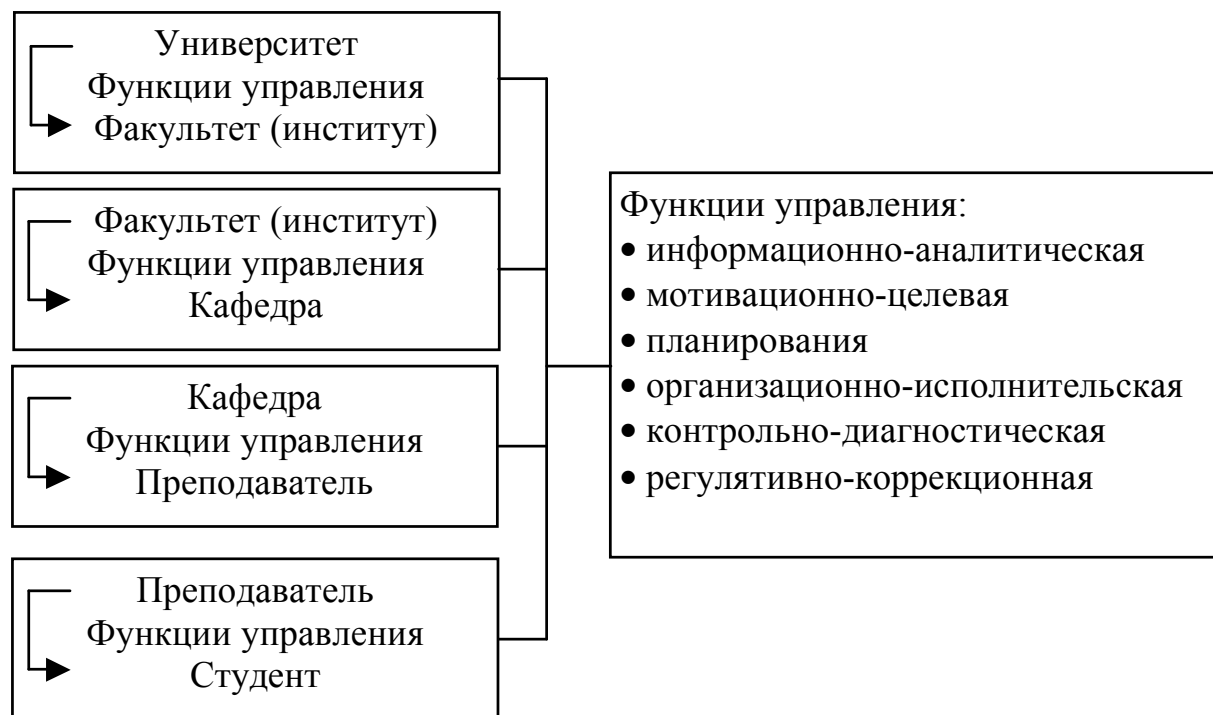 Университет
Функции управления
Факультет (институт)
Факультет (институт)
Функции управления
Кафедра
Кафедра
Функции управления
Преподаватель
Преподаватель
Функции управления
Студент
Функции управления:
• информационно-аналитическая
• мотивационно-целевая
• планирования
• организационно-исполнительская
• контрольно-диагностическая
• регулятивно-коррекционная